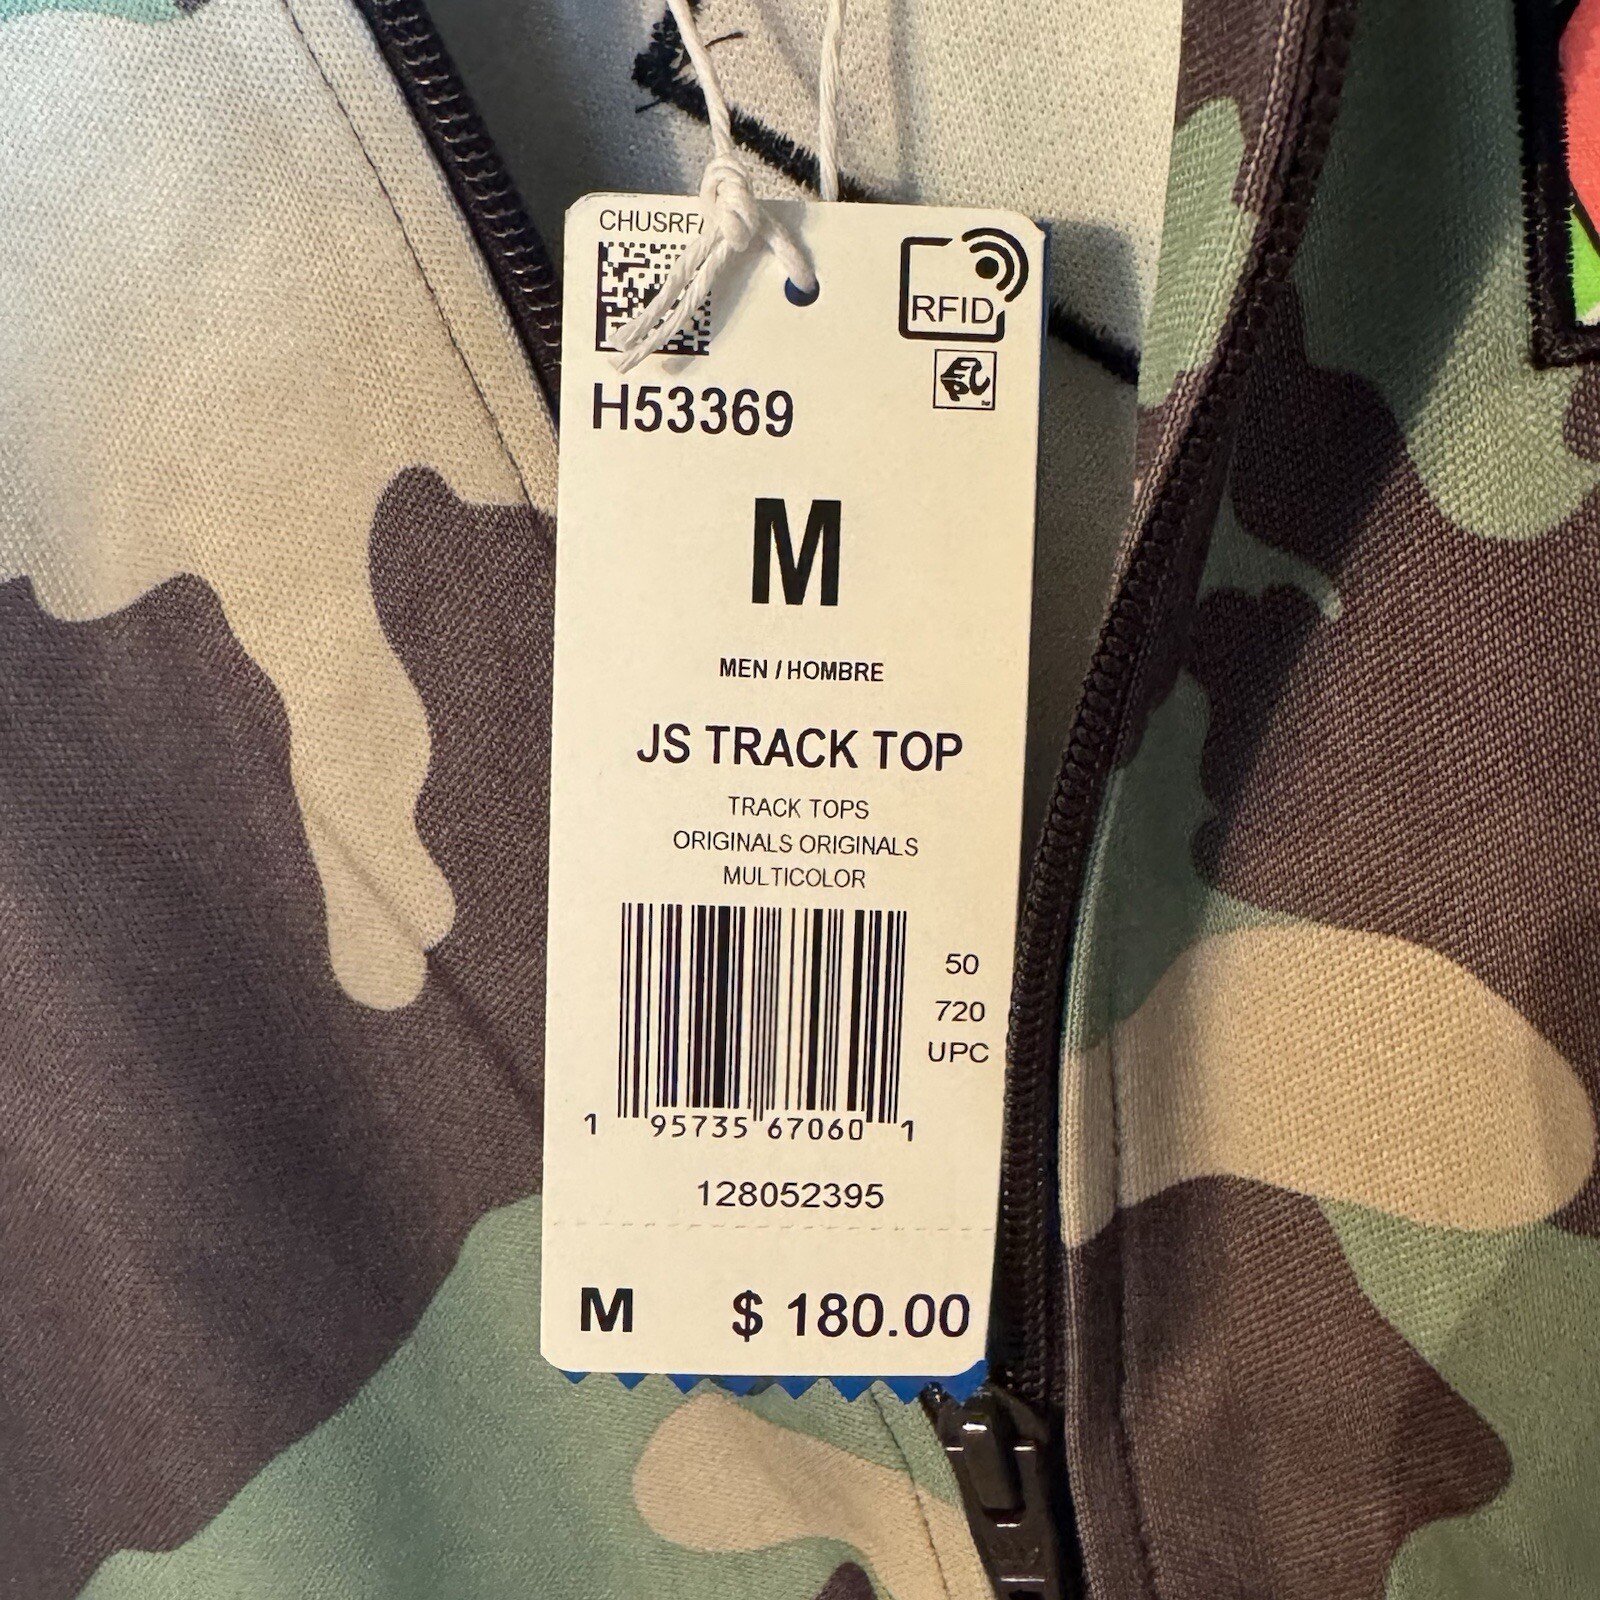 RFID
H53369
M
MEN / HOMBRE
JS TRACK TOP
TRACK TOPS
ORIGINALS ORIGINALS
MULTICOLOR
50
720
UPC
1 95735 67060 1
128052395
M $ 180.00